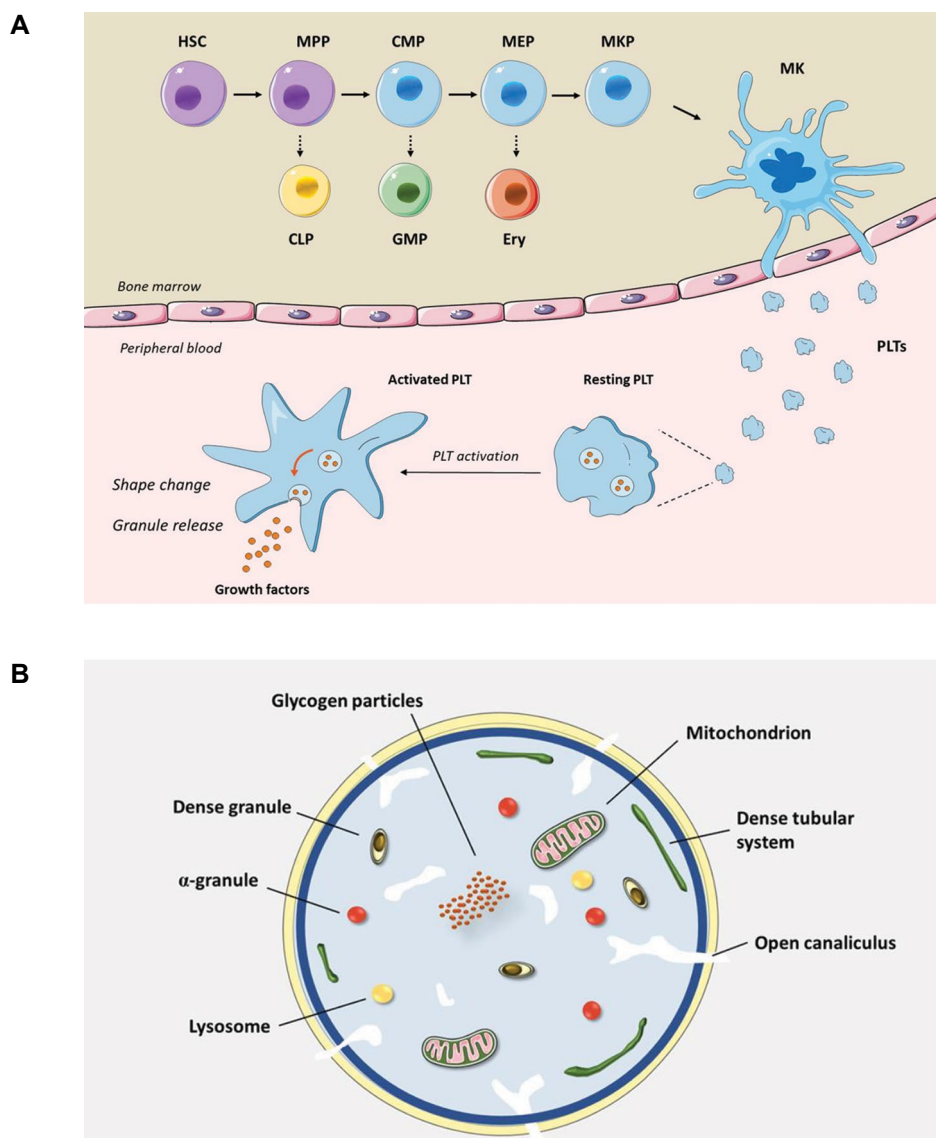 A
HSC
MPP
CMP
MEP
MKP
MK
CLP
GMP
Ery
Bone marrow
Peripheral blood
PLTs
Activated PLT
Resting PLT
PLT activation
Shape change
Granule release
Growth factors
B
Glycogen particles
Mitochondrion
Dense granule
Dense tubular
system
α-granule
Open canaliculus
Lysosome